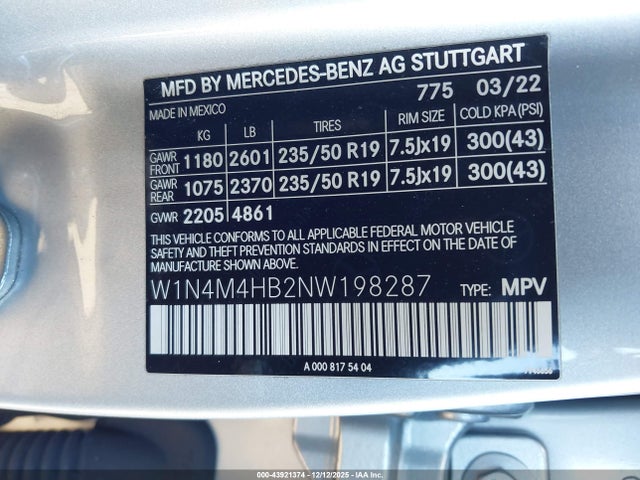 MFD BY MERCEDES-BENZ AG STUTTGART
MADE IN MEXICO 775 03/22
KG LB TIRES RIM SIZE COLD KPA(PSI)
GAWR FRONT 1180 2601 235/50 R19 7.5Jx19 300(43)
GAWR REAR 1075 2370 235/50 R19 7.5Jx19 300(43)
GVWR 2205 4861
THIS VEHICLE CONFORMS TO ALL APPLICABLE FEDERAL MOTOR VEHICLE
SAFETY AND THEFT PREVENTION STANDARDS IN EFFECT ON THE DATE OF
MANUFACTURE SHOWN ABOVE.
W1N4M4HB2NW198287 TYPE: MPV
A 000 817 54 04
00-43921374 • 12/12/2025 • IAA Inc.